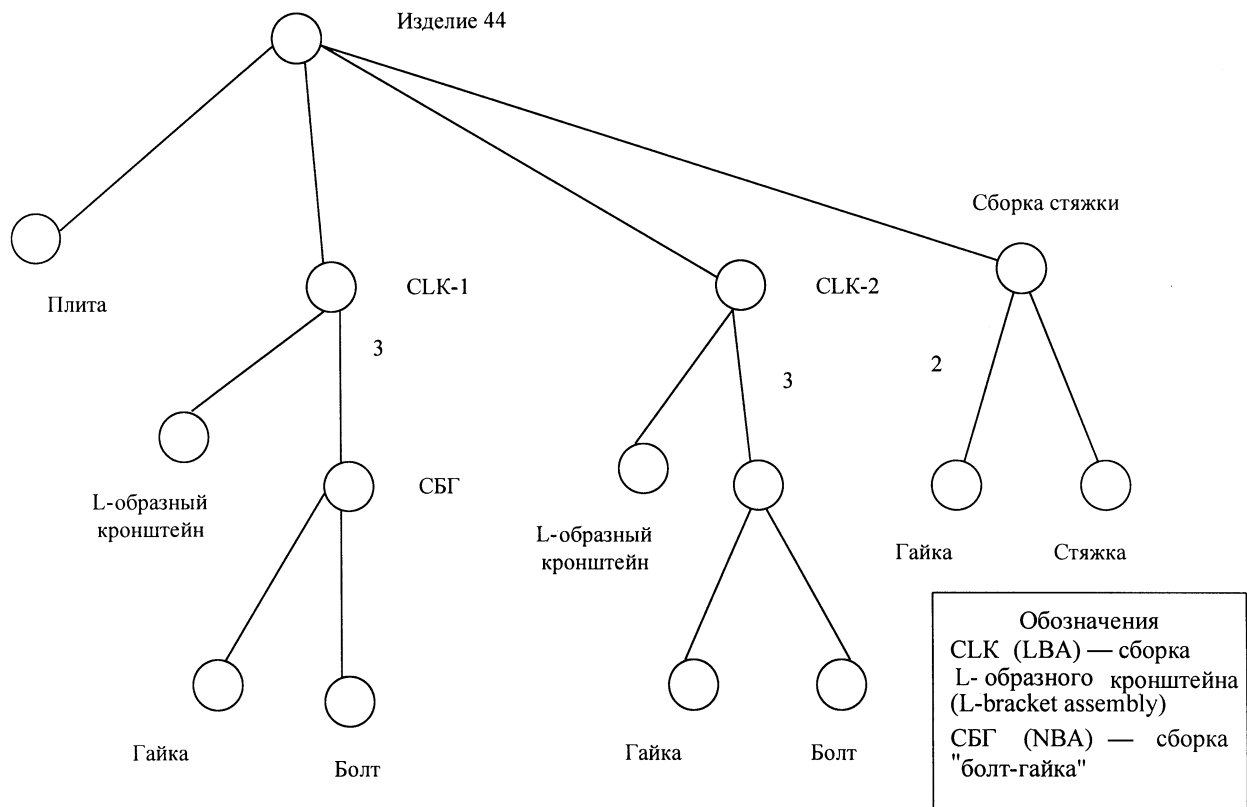 Изделие 44
Сборка стяжки
Плита
CLK-1
CLK-2
3
3
2
L-образный
кронштейн
СБГ
L-образный
кронштейн
Гайка
Стяжка
Гайка
Болт
Гайка
Болт
Обозначения
CLK (LBA) — сборка
L- образного кронштейна
(L-bracket assembly)
СБГ (NBA) — сборка
"болт-гайка"